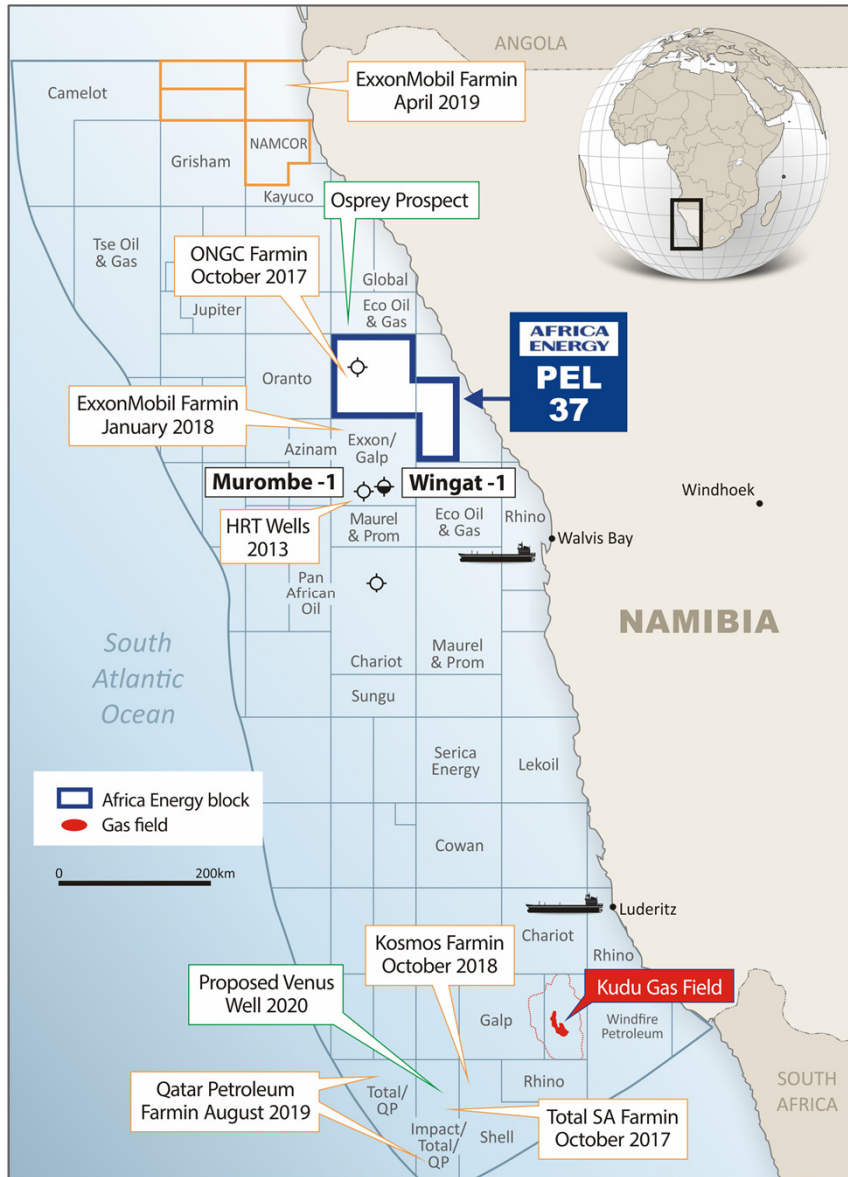 ANGOLA
Camelot
ExxonMobil Farmin
April 2019
Grisham
NAMCOR
Kayuco
Osprey Prospect
Tse Oil
& Gas
ONGC Farmin
October 2017
Global
Jupiter
Eco Oil
& Gas
AFRICA
ENERGY
PEL
37
Oranto
ExxonMobil Farmin
January 2018
Azinam
Exxon/
Galp
Murombe -1
Wingat -1
Windhoek
HRT Wells
2013
Maurel
& Prom
Eco Oil
& Gas
Rhino
Walvis Bay
Pan
African
Oil
NAMIBIA
South
Atlantic
Ocean
Chariot
Maurel
& Prom
Sungu
Serica
Energy
Lekoil
Africa Energy block
Gas field
Cowan
0
200km
Luderitz
Chariot
Kosmos Farmin
October 2018
Rhino
Proposed Venus
Well 2020
Kudu Gas Field
Galp
Windfire
Petroleum
Qatar Petroleum
Farmin August 2019
Total/
QP
Rhino
SOUTH
AFRICA
Impact/
Total/
QP
Shell
Total SA Farmin
October 2017